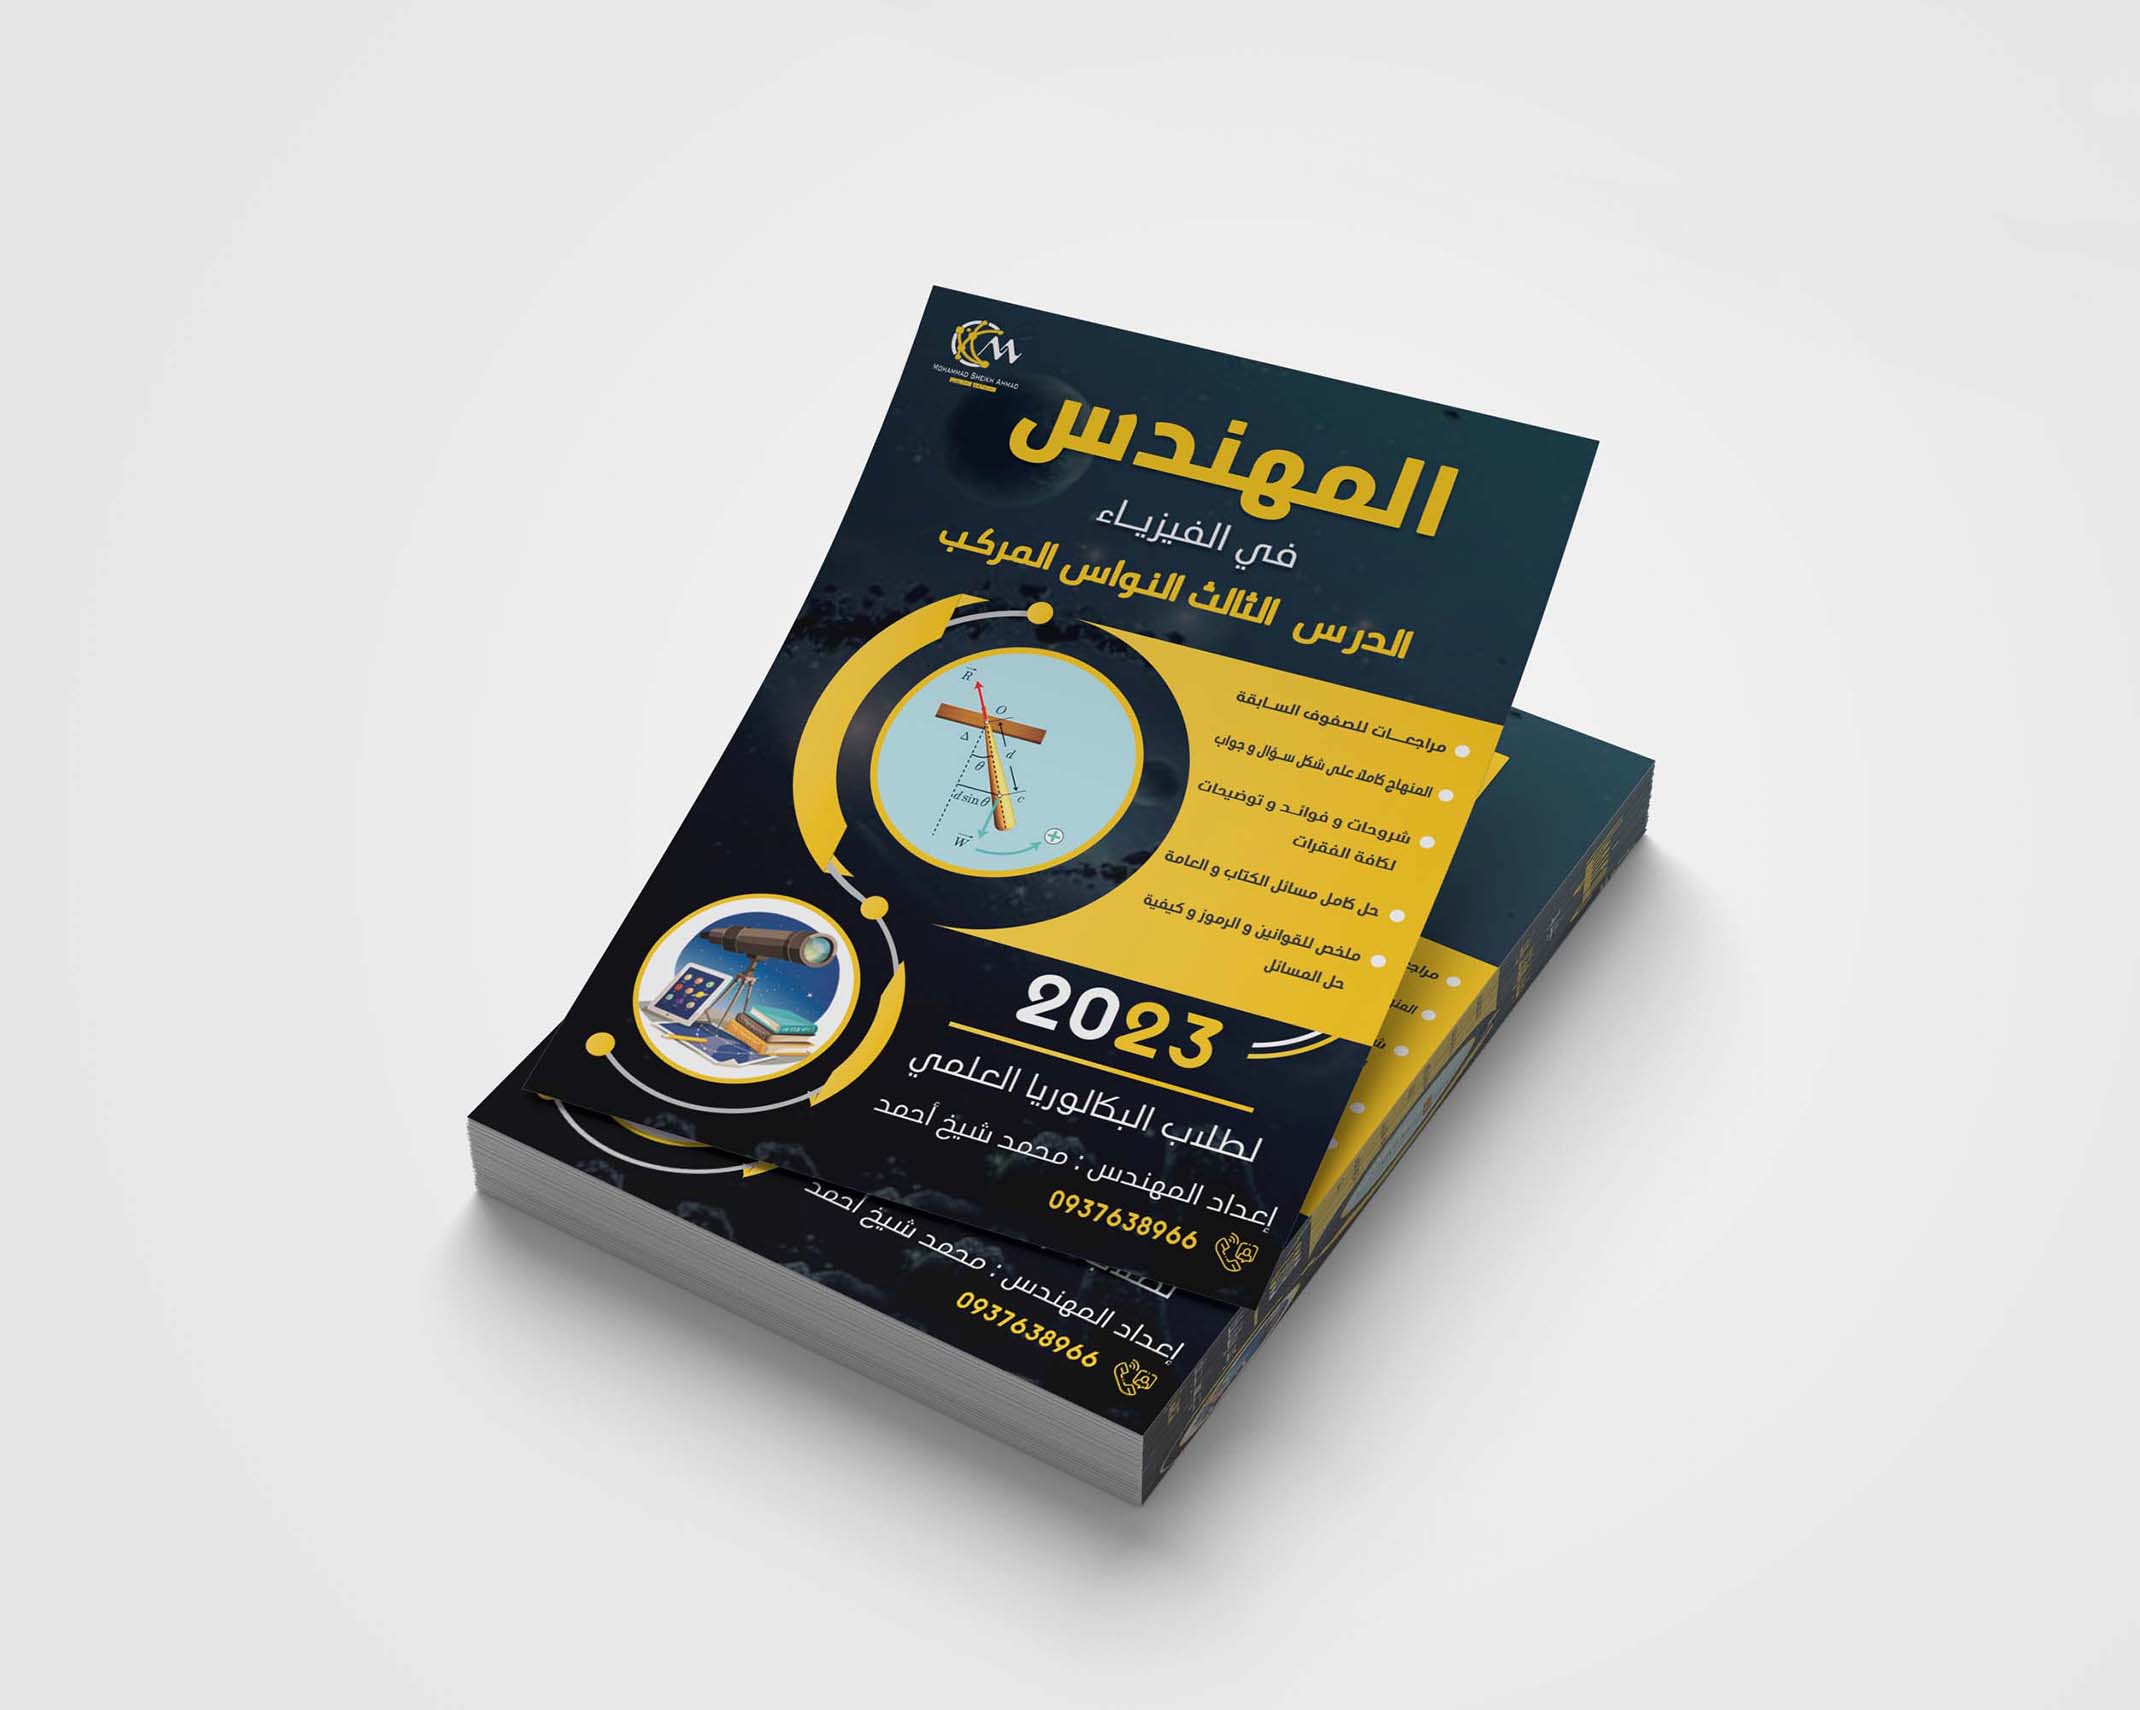 MOHAMMAD SHEIKH AHMAD
المهندس
في الفيزياء
الدرس الثالث النواس المركب
R
O
Δ
d
θ
d sin θ
c
W
+
مراجعات للصفوف السابقة
المنهاج كاملا على شكل سؤال و جواب
شروحات و فوائد و توضيحات
لكافة الفقرات
حل كامل مسائل الكتاب و العامة
ملخص للقوانين و الرموز و كيفية
حل المسائل
2023
لطلاب البكالوريا العلمي
إعداد المهندس : محمد شيخ أحمد
0937638966
إعداد المهندس : محمد شيخ أحمد
0937638966